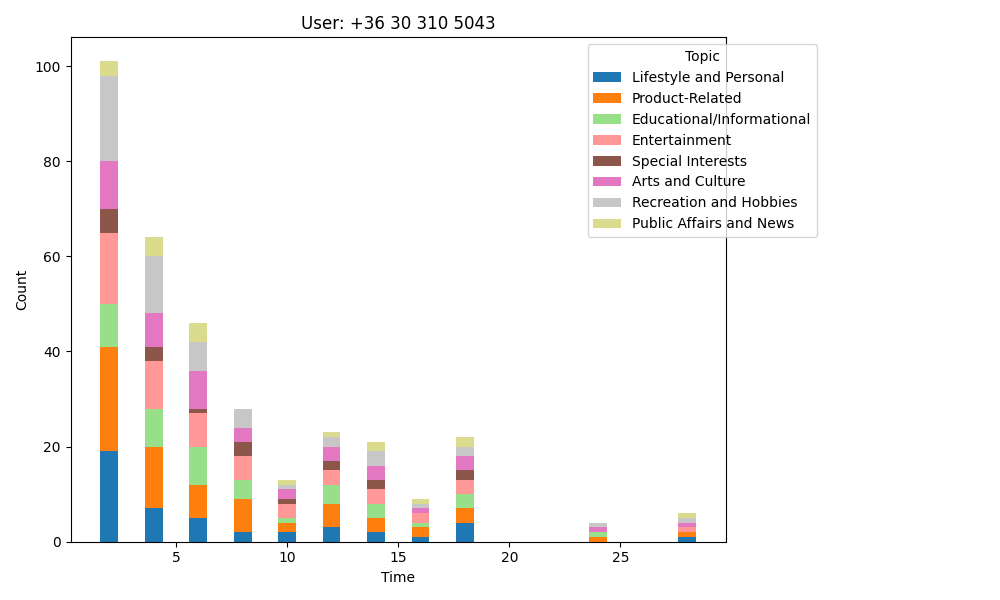 User: +36 30 310 5043
Topic
Lifestyle and Personal
Product-Related
Educational/Informational
Entertainment
Special Interests
Arts and Culture
Recreation and Hobbies
Public Affairs and News
Count
100
80
60
40
20
0
5 10 15 20 25
Time